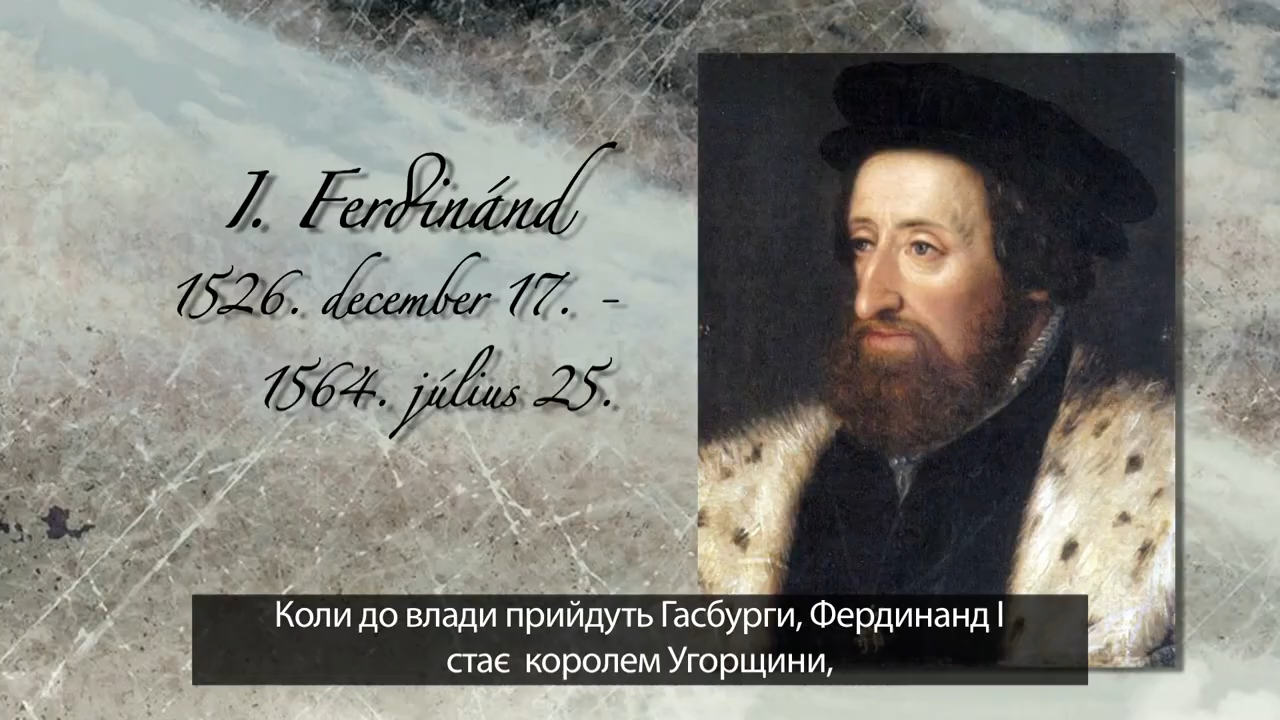 I. Ferdinánd
1526. december 17. -
1564. július 25.
Коли до влади прийдуть Гасбурги, Фердинанд І
стає  королем Угорщини,